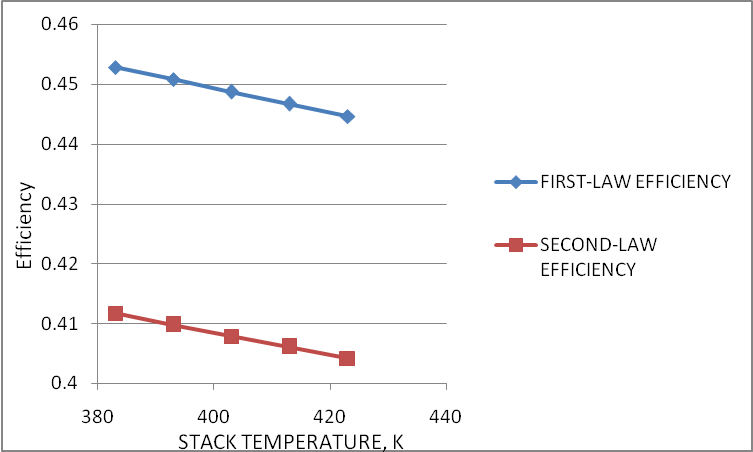 0.46
0.45
0.44
0.43
0.42
0.41
0.4
Efficiency
380
400
420
440
STACK TEMPERATURE, K
FIRST-LAW EFFICIENCY
SECOND-LAW
EFFICIENCY